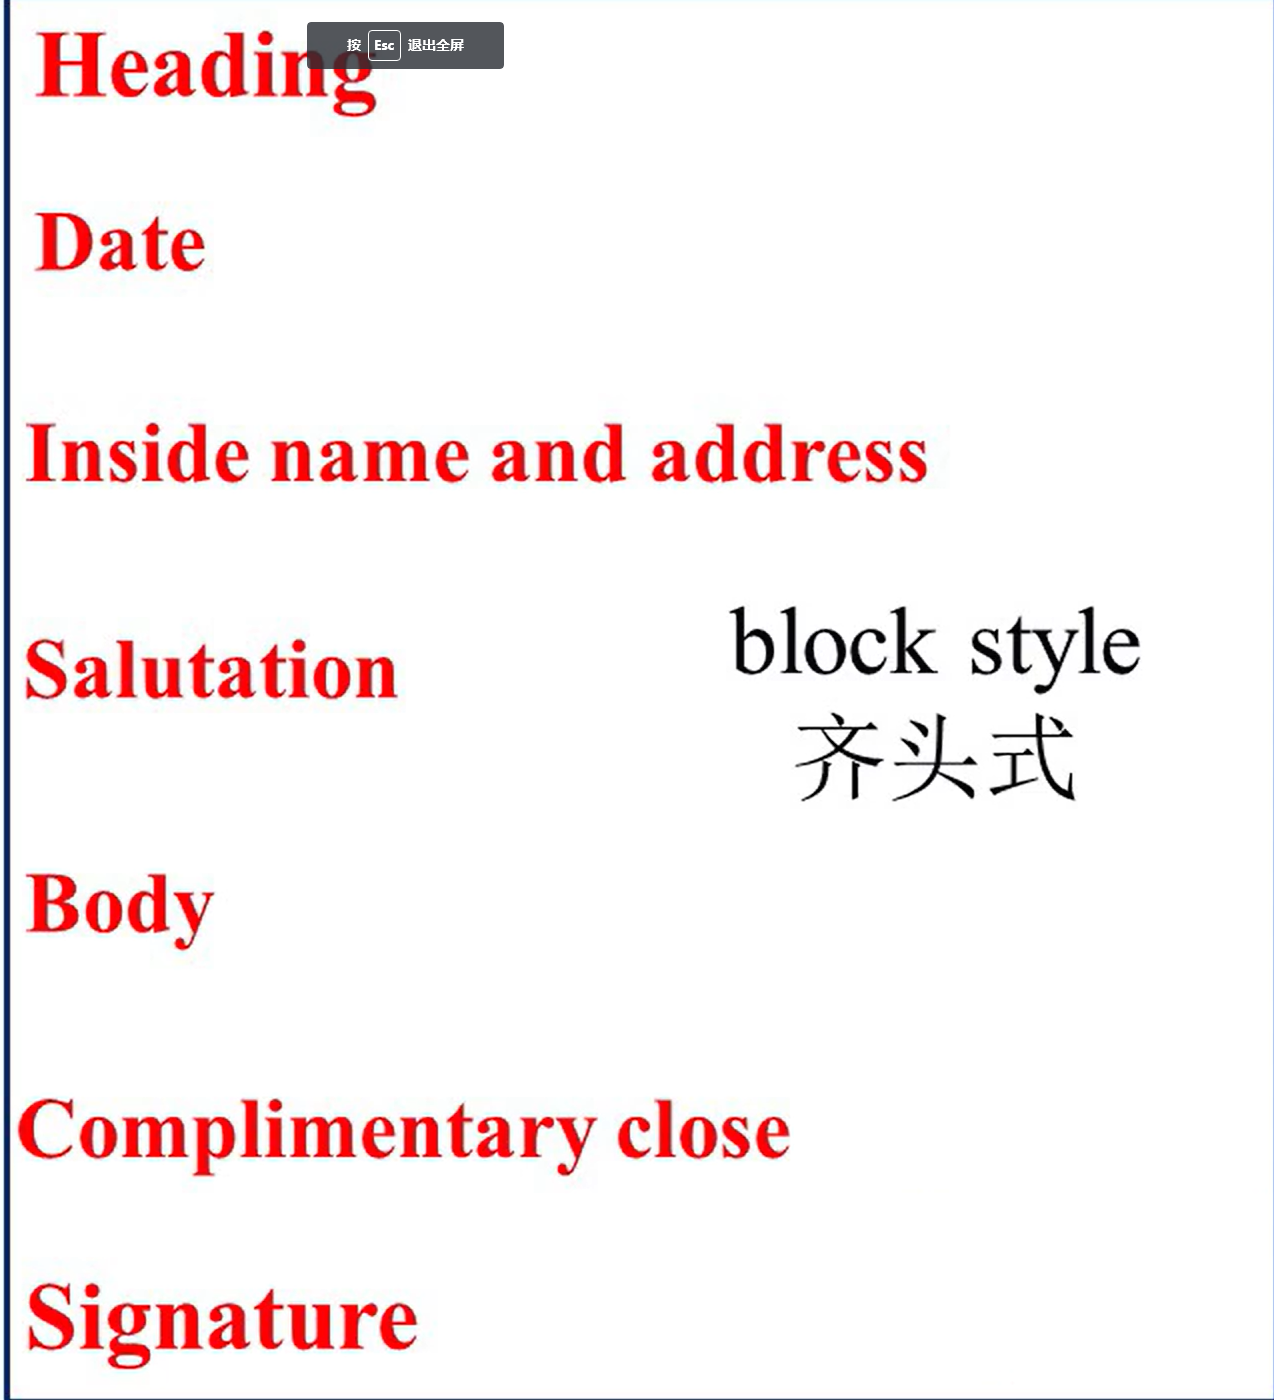 Heading
按 Esc 退出全屏
Date
Inside name and address
Salutation
block style
齐头式
Body
Complimentary close
Signature